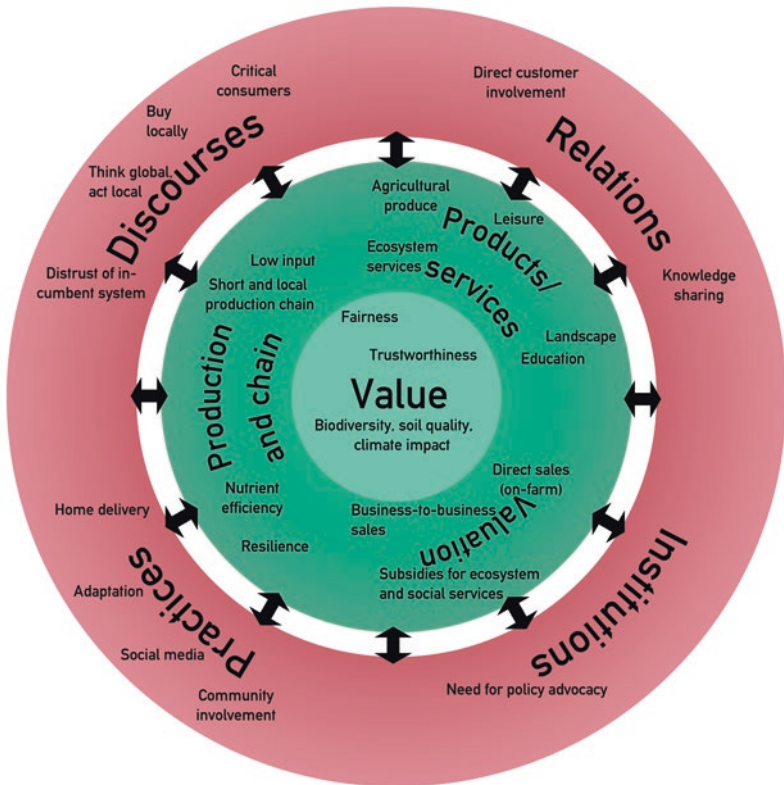 Critical
consumers
Buy
locally
Think global,
act local
Distrust of in-
cumbent system
Discourses
Direct customer
involvement
Relations
Knowledge
sharing
Agricultural
produce
Leisure
Ecosystem
services
Products/
services
Landscape
Education
Low input
Short and local
production chain
Production
and chain
Nutrient
efficiency
Resilience
Fairness
Trustworthiness
Value
Biodiversity, soil quality,
climate impact
Direct sales
(on-farm)
Business-to-business
sales
Valuation
Subsidies for ecosystem
and social services
Home delivery
Adaptation
Social media
Community
involvement
Practices
Institutions
Need for policy advocacy